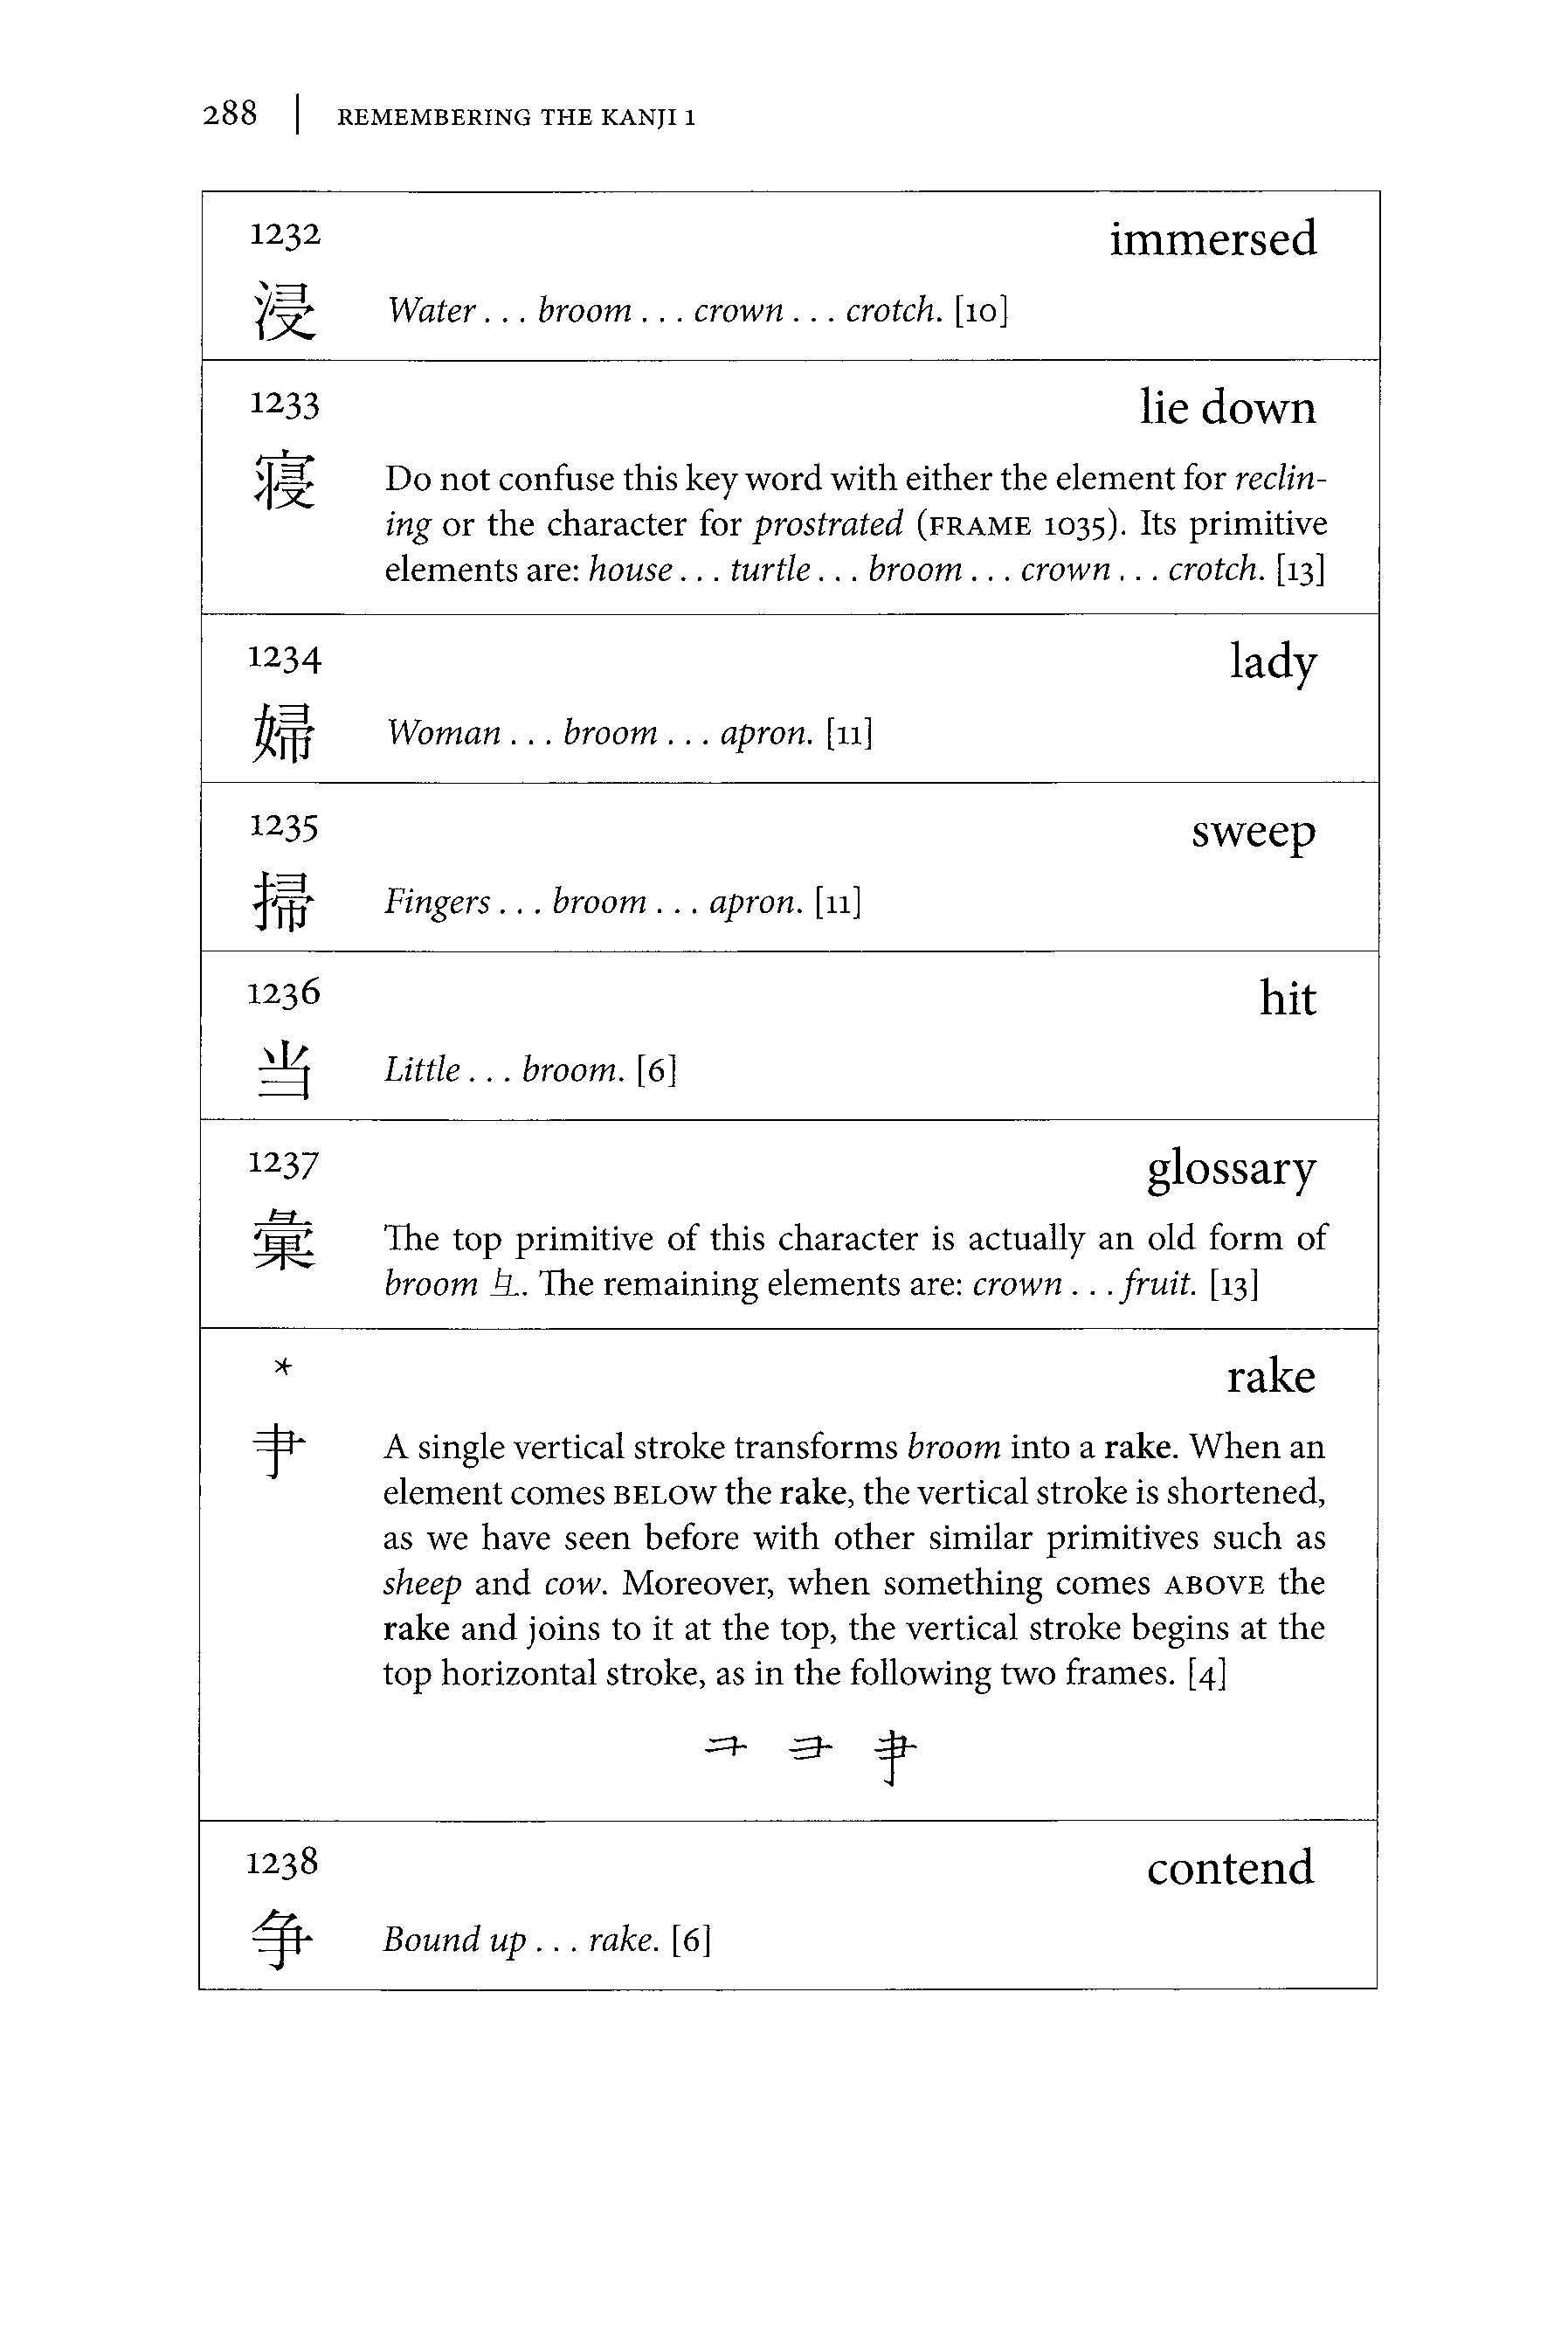 288 | REMEMBERING THE KANJI 1
1232 immersed
浸 Water . . . broom . . . crown . . . crotch. [10]
1233 lie down
寝 Do not confuse this key word with either the element for reclin-
ing or the character for prostrated (FRAME 1035). Its primitive
elements are: house . . . turtle . . . broom . . . crown . . . crotch. [13]
1234 lady
婦 Woman . . . broom . . . apron. [11]
1235 sweep
掃 Fingers . . . broom . . . apron. [11]
1236 hit
当 Little . . . broom. [6]
1237 glossary
彙 The top primitive of this character is actually an old form of
broom 彑. The remaining elements are: crown . . . fruit. [13]
* rake
肀 A single vertical stroke transforms broom into a rake. When an
element comes BELOW the rake, the vertical stroke is shortened,
as we have seen before with other similar primitives such as
sheep and cow. Moreover, when something comes ABOVE the
rake and joins to it at the top, the vertical stroke begins at the
top horizontal stroke, as in the following two frames. [4]
1238 contend
争 Bound up . . . rake. [6]